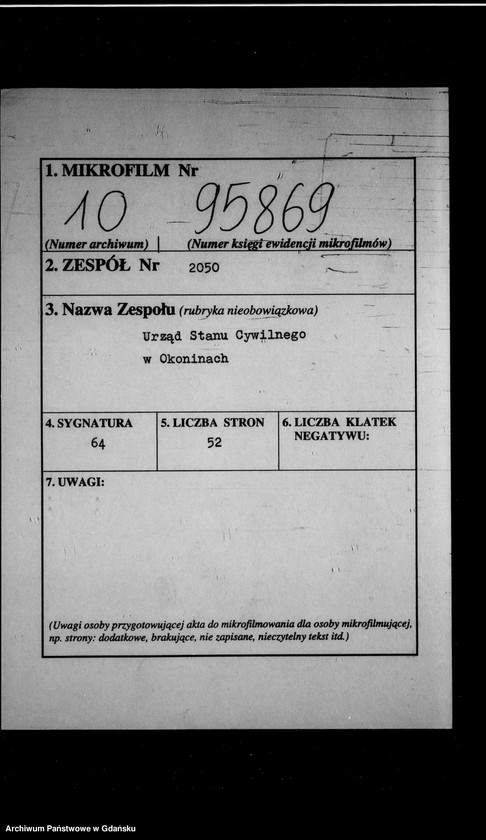 1. MIKROFILM Nr
10 95869
(Numer archiwum) (Numer księgi ewidencji mikrofilmów)
2. ZESPÓŁ Nr 2050
3. Nazwa Zespołu (rubryka nieobowiązkowa)
Urząd Stanu Cywilnego
w Okoninach
4. SYGNATURA 5. LICZBA STRON 6. LICZBA KLATEK
NEGATYWU:
64 52
7. UWAGI:
(Uwagi osoby przygotowującej akta do mikrofilmowania dla osoby mikrofilmującej,
np. strony: dodatkowe, brakujące, nie zapisane, nieczytelny tekst itd.)
Archiwum Państwowe w Gdańsku